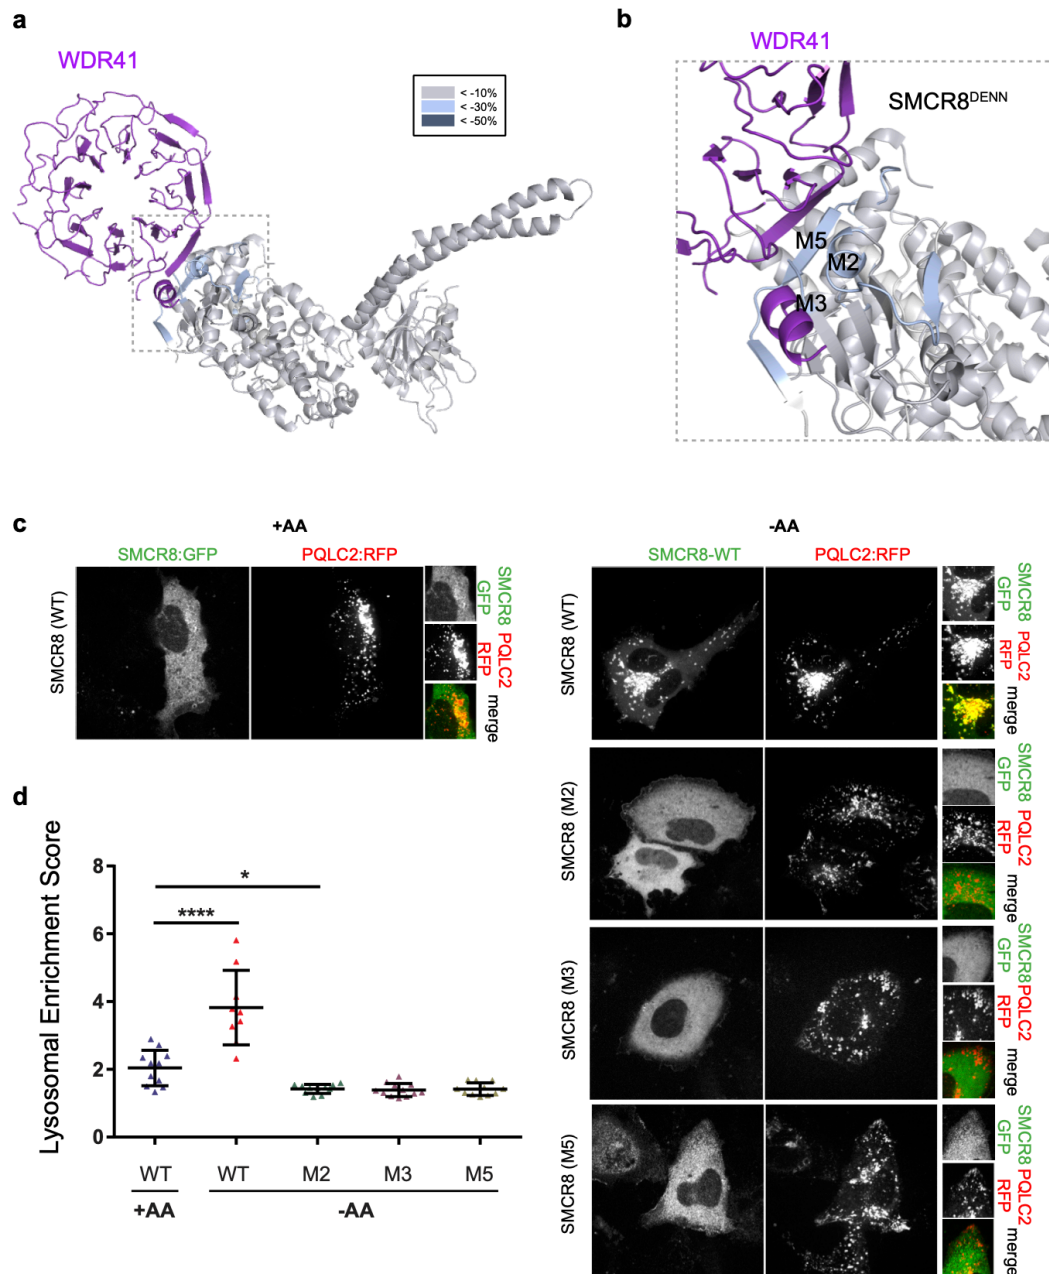 a
WDR41
< -10%
< -30%
< -50%
b
WDR41
SMCR8DENN
M5
M2
M3
c
+AA
SMCR8:GFP
PQLC2:RFP
SMCR8 (WT)
SMCR8
GFP
PQLC2
RFP
merge
-AA
SMCR8-WT
PQLC2:RFP
SMCR8 (WT)
SMCR8
GFP
PQLC2
RFP
merge
SMCR8 (M2)
SMCR8
GFP
PQLC2
RFP
merge
SMCR8 (M3)
SMCR8
GFP
PQLC2
RFP
merge
SMCR8 (M5)
SMCR8
GFP
PQLC2
RFP
merge
d
Lysosomal Enrichment Score
8
6
4
2
0
*
****
WT
WT
M2
M3
M5
+AA
-AA